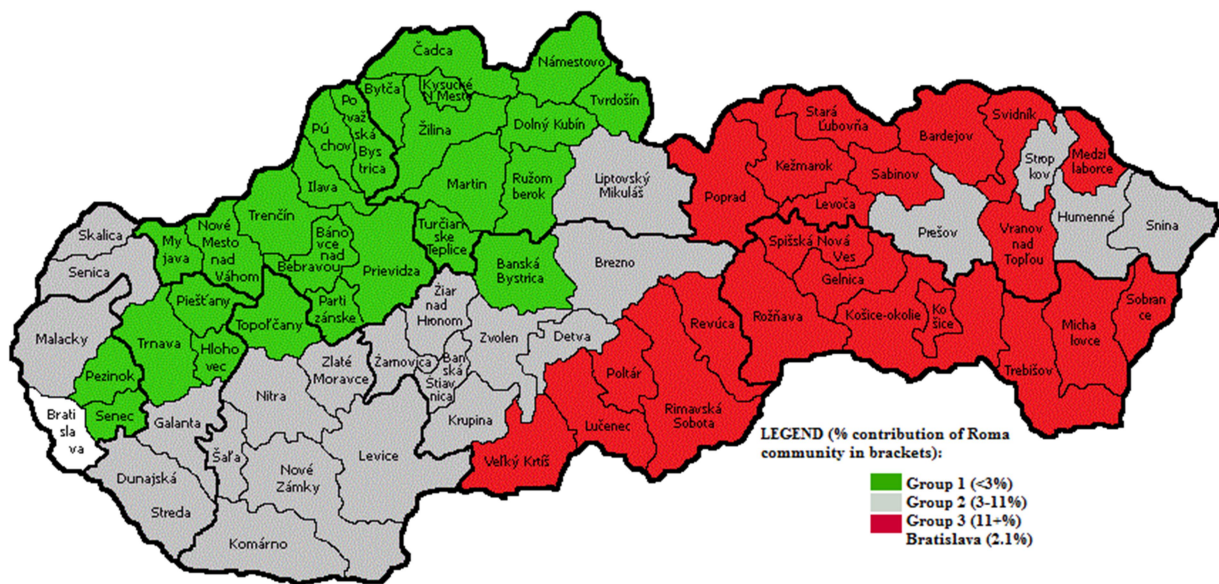 Čadca
Námestovo
Bytča
Kysucké
N Mesto
Tvrdošín
Po
važ
ská
Bys
trica
Pú
chov
Žilina
Dolný Kubín
Ilava
Martin
Ružom
berok
Liptovský
Mikuláš
Stará
Ľubovňa
Bardejov
Svidník
Strop
kov
Medzi
laborce
Kežmarok
Sabinov
Poprad
Levoča
Prešov
Vranov
nad
Topľou
Humenné
Snina
Skalica
My
java
Nové
Mesto
nad
Váhom
Trenčín
Báno
vce nad
Bebravou
Prievidza
Turčian
ske
Teplice
Banská
Bystrica
Brezno
Spišská Nová
Ves
Gelnica
Senica
Malacky
Piešťany
Topoľčany
Parti
zánske
Žiar
nad
Hronom
Zvolen
Detva
Revúca
Rožňava
Košice-okolie
Ko
šice
Sobran
ce
Micha
lovce
Trebišov
Trnava
Hloho
vec
Pezinok
Senec
Brati
sla
va
Galanta
Nitra
Zlaté
Moravce
Žarnovica
Ban
ská
Štiav
nica
Krupina
Poltár
Lučenec
Rimavská
Sobota
Veľký Krtíš
Levice
Šaľa
Nové
Zámky
Dunajská
Streda
Komárno
LEGEND (% contribution of Roma
community in brackets):
Group 1 (<3%)
Group 2 (3-11%)
Group 3 (11+%)
Bratislava (2.1%)